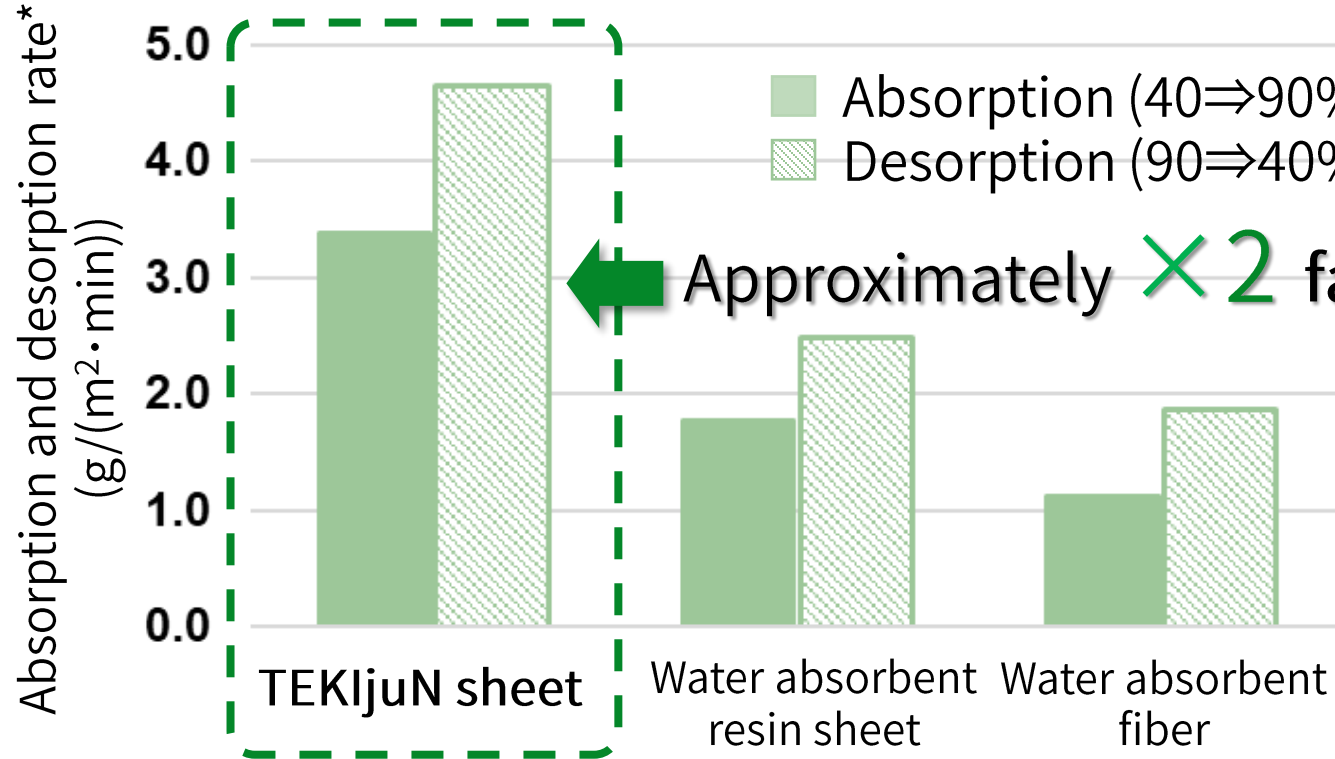 Absorption and desorption rate*
(g/(m²·min))
5.0
4.0
3.0
2.0
1.0
0.0
Absorption (40⇒90%
Desorption (90⇒40%
Approximately ×2
TEKIjuN sheet
Water absorbent
resin sheet
Water absorbent
fiber